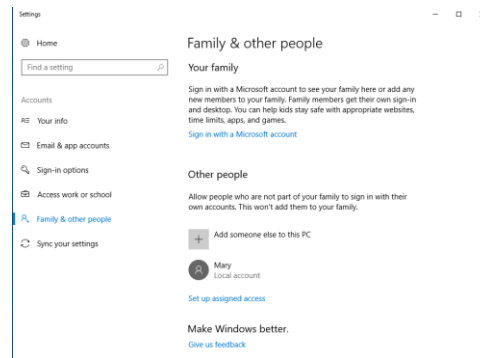 Settings
Home
Find a setting
Accounts
Your info
Email & app accounts
Sign-in options
Access work or school
Family & other people
Sync your settings
Family & other people
Your family
Sign in with a Microsoft account to see your family here or add any
new members to your family. Family members get their own sign-in
and desktop. You can help kids stay safe with appropriate websites,
time limits, apps, and games.
Sign in with a Microsoft account
Other people
Allow people who are not part of your family to sign in with their
own accounts. This won't add them to your family.
Add someone else to this PC
Mary
Local account
Set up assigned access
Make Windows better.
Give us feedback